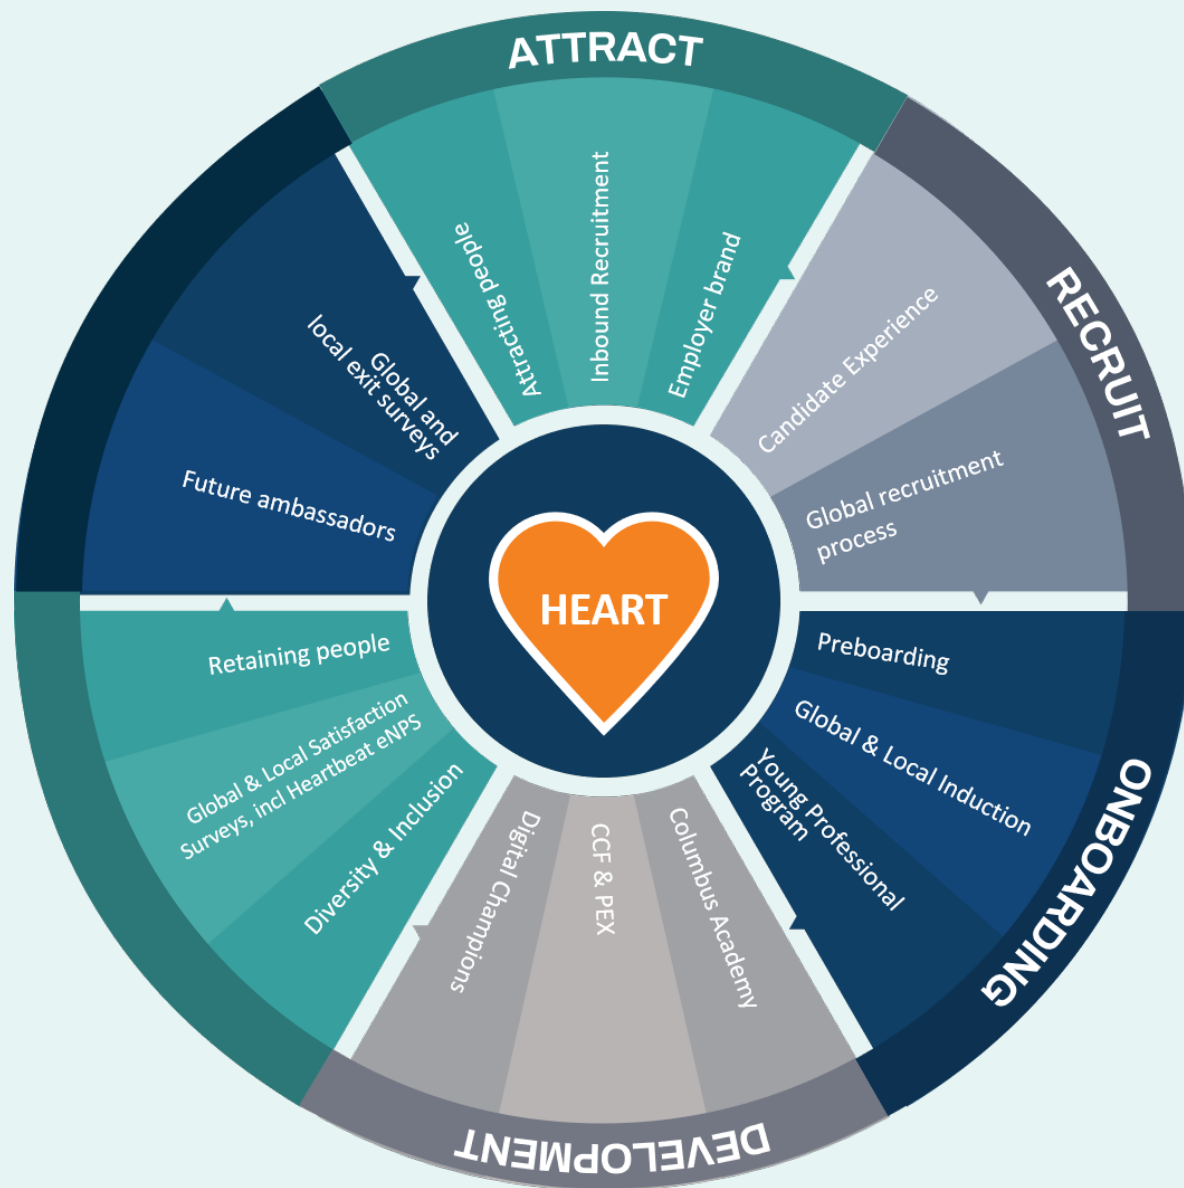 ATTRACT
Attracting people
Inbound Recruitment
Employer brand
RECRUIT
Candidate Experience
Global recruitment
process
ONBOARDING
Preboarding
Global & Local Induction
Young Professional
Program
DEVELOPMENT
Columbus Academy
CCF & PEX
Digital Champions
Diversity & Inclusion
Global & Local Satisfaction
Surveys, incl Heartbeat eNPS
Retaining people
Future ambassadors
Global and
local exit surveys
HEART